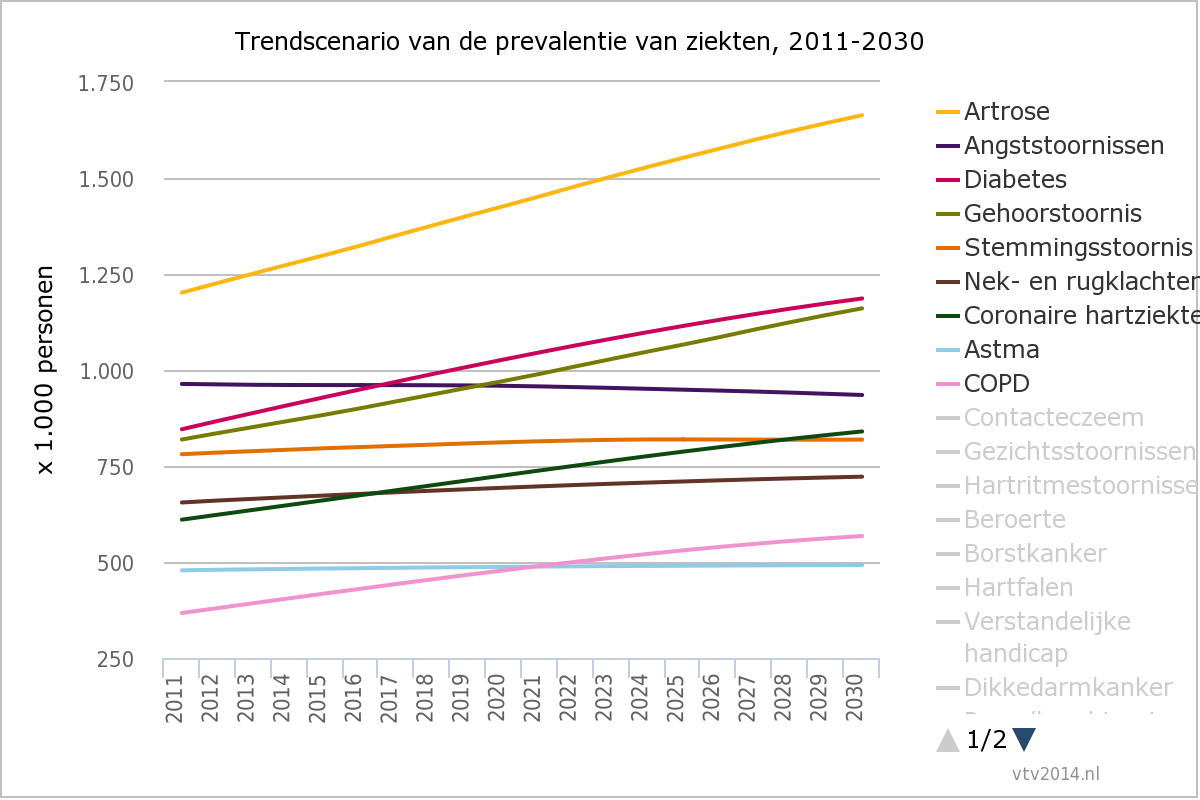 Trendscenario van de prevalentie van ziekten, 2011-2030
x 1.000 personen
1.750
1.500
1.250
1.000
750
500
250
2011
2012
2013
2014
2015
2016
2017
2018
2019
2020
2021
2022
2023
2024
2025
2026
2027
2028
2029
2030
Artrose
Angststoornissen
Diabetes
Gehoorstoornis
Stemmingsstoornis
Nek- en rugklachten
Coronaire hartziekte
Astma
COPD
Contacteczeem
Gezichtsstoornissen
Hartritmestoornisse
Beroerte
Borstkanker
Hartfalen
Verstandelijke
handicap
Dikkedarmkanker
1/2
vtv2014.nl